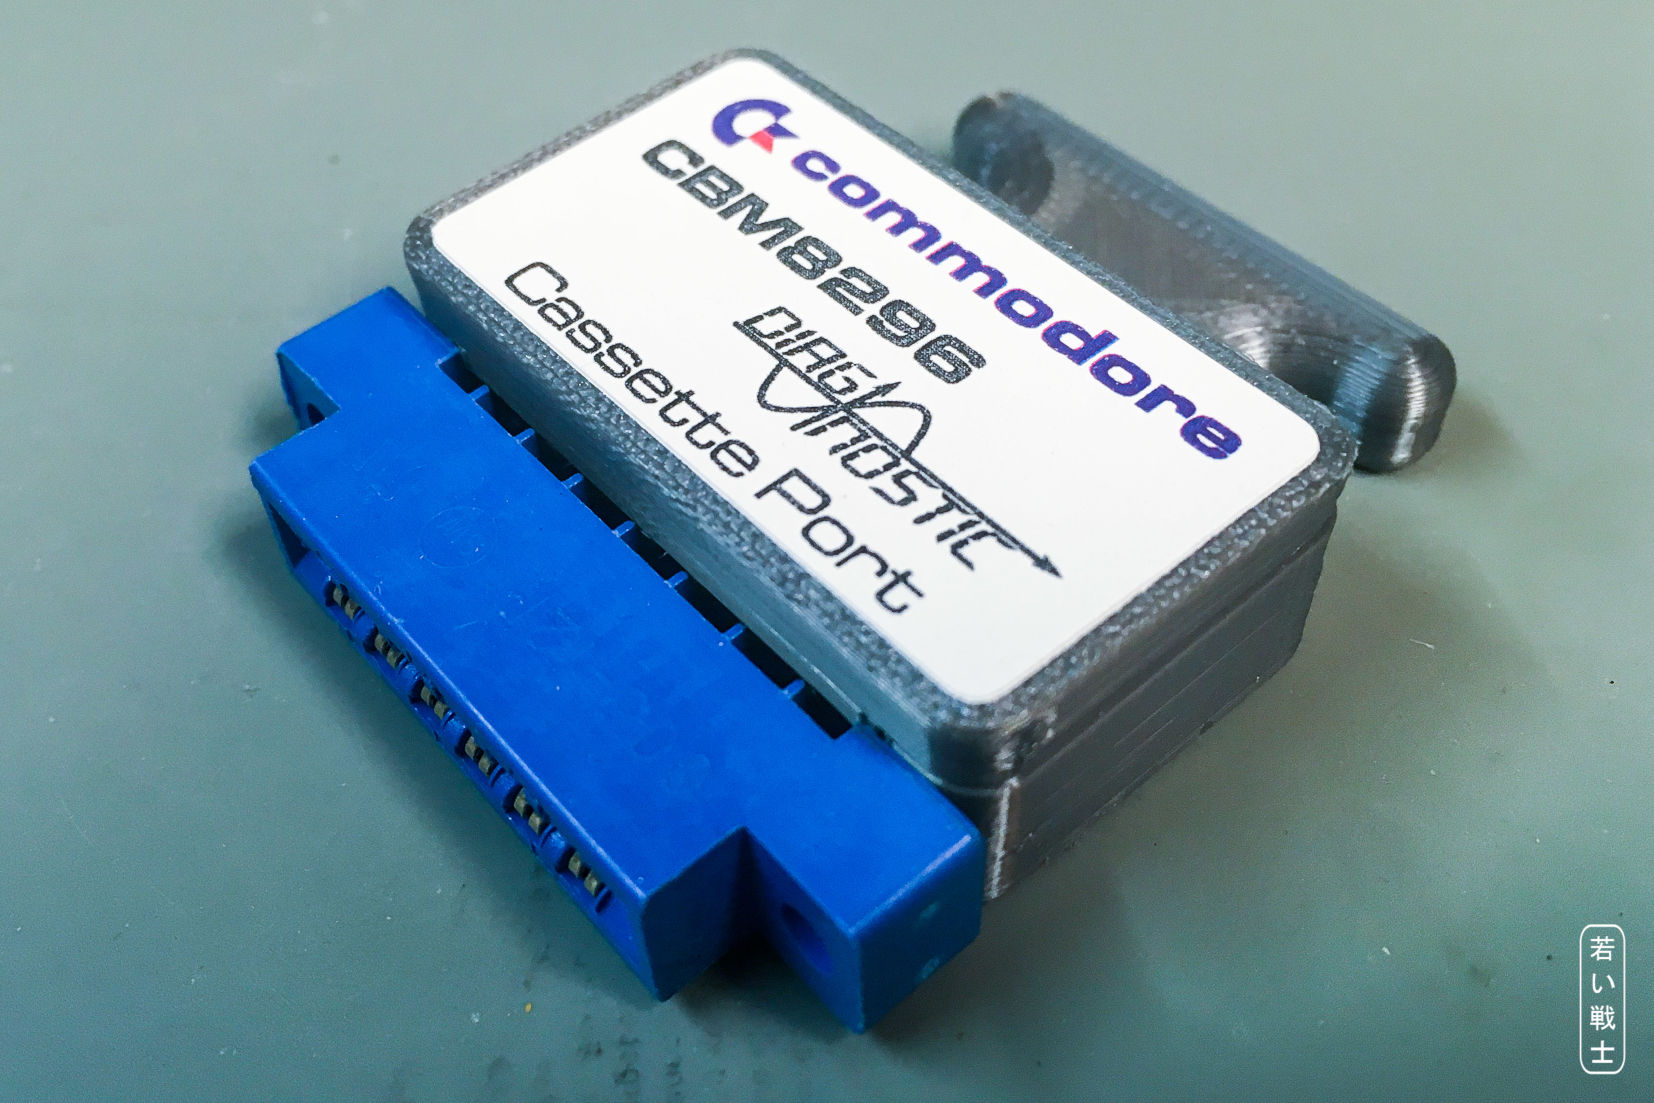 commodore
CBM8296
DIAGNOSTIC
Cassette Port
若い戦士